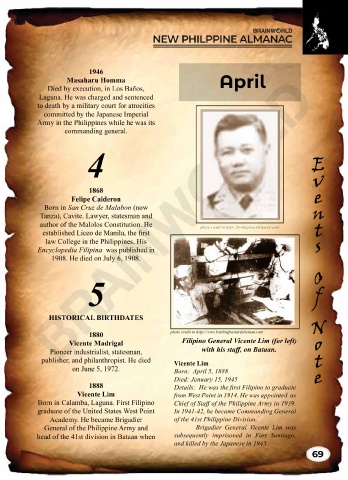 BRAINWORLD
NEW PHILPPINE ALMANAC
April
1946
Masaharu Homma
Died by execution, in Los Baños,
Laguna. He was charged and sentenced
to death by a military court for atrocities
committed by the Japanese Imperial
Army in the Philippines while he was its
commanding general.
4
1868
Felipe Calderon
Born in San Cruz de Malabon (now
Tanza), Cavite. Lawyer, statesman and
author of the Malolos Constitution. He
established Liceo de Manila, the first
law College in the Philippines. His
Encyclopedia Filipina was published in
1908. He died on July 6, 1908.
5
HISTORICAL BIRTHDATES
1880
Vicente Madrigal
Pioneer industrialist, statesman,
publisher, and philanthropist. He died
on June 5, 1972.
1888
Vicente Lim
Born in Calamba, Laguna. First Filipino
graduate of the United States West Point
Academy. He became Brigadier
General of the Philippine Army and
head of the 41st division in Bataan when
photo credit to http://
photo credit to http://www.battlingbastardsbataan.com
Filipino General Vicente Lim (far left)
with his staff, on Bataan.
Vicente Lim
Born: April 5, 1888
Died: January 15, 1945
Details: He was the first Filipino to graduate
from West Point in 1914. He was appointed as
Chief of Staff of the Philippine Army in 1939.
In 1941-42, he became Commanding General
of the 41st Philippine Division.
Brigadier General Vicente Lim was
subsequently imprisoned in Fort Santiago,
and killed by the Japanese in 1943.
Events Of Note
69
BRAINWORLD